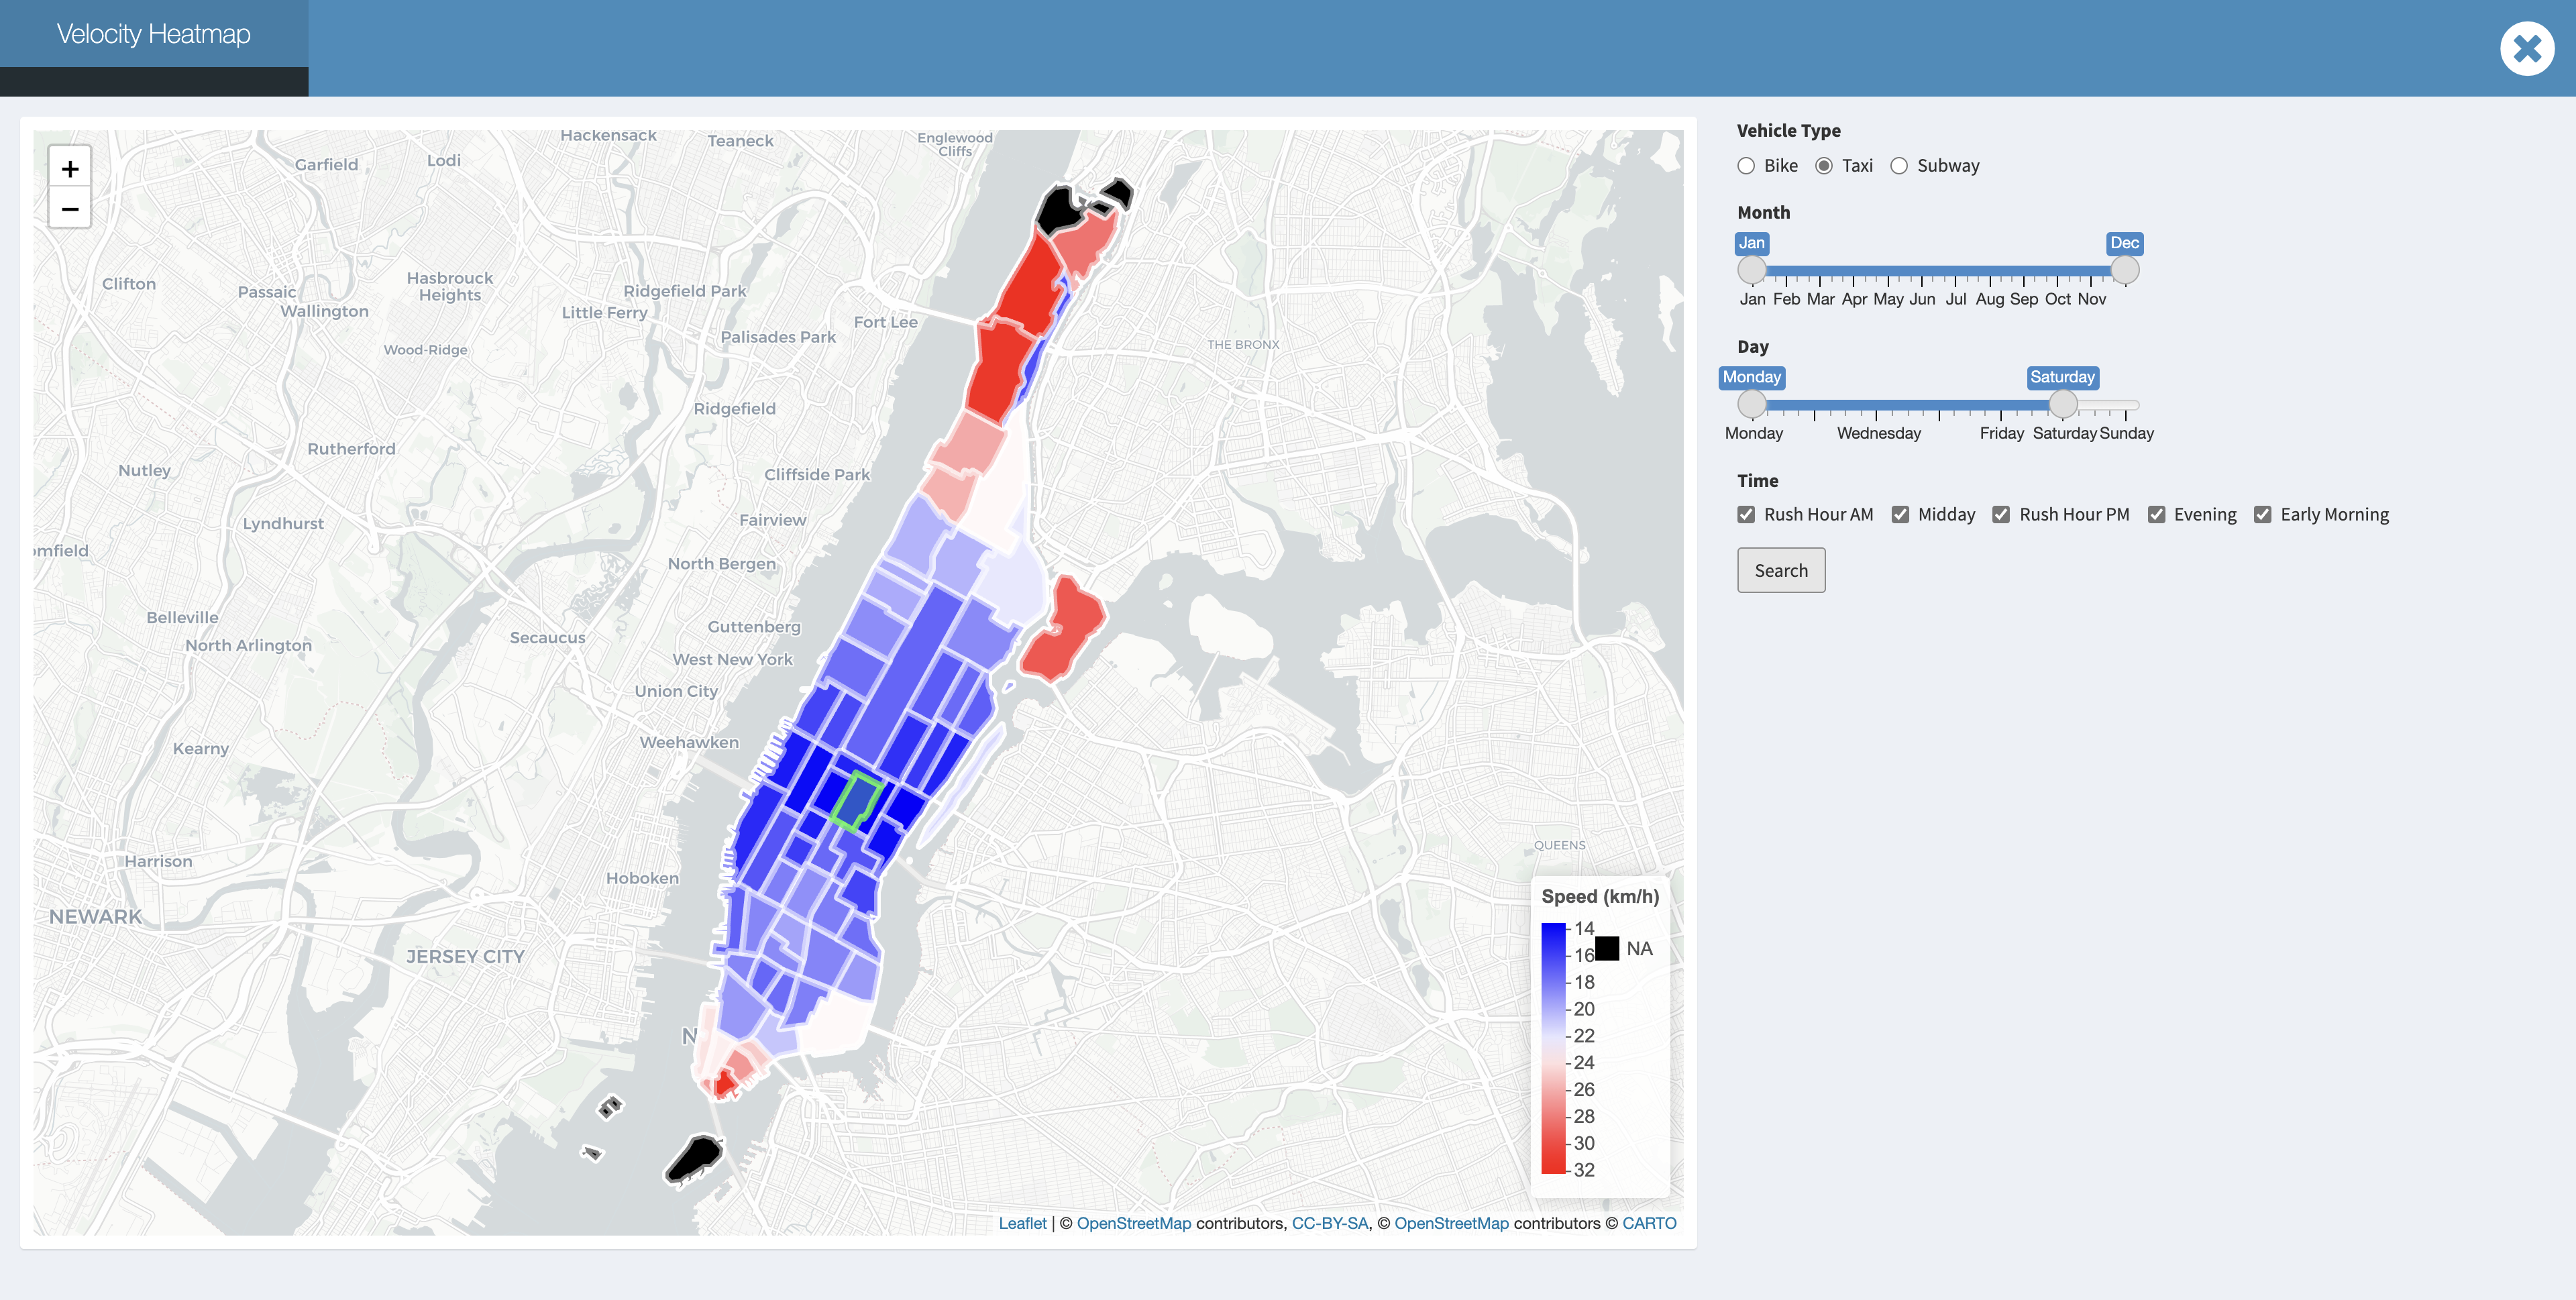 Velocity Heatmap
+
−
Hackensack
Teaneck
Englewood
Cliffs
Garfield
Lodi
Clifton
Passaic
Wallington
Hasbrouck
Heights
Little Ferry
Ridgefield Park
Palisades Park
Fort Lee
THE BRONX
Wood-Ridge
Ridgefield
Rutherford
Nutley
Cliffside Park
Lyndhurst
Fairview
omfield
North Bergen
Belleville
North Arlington
Secaucus
Guttenberg
West New York
Union City
Kearny
Weehawken
Harrison
Hoboken
QUEENS
NEWARK
JERSEY CITY
N
Speed (km/h)
14
16
NA
18
20
22
24
26
28
30
32
Leaflet | © OpenStreetMap contributors, CC-BY-SA, © OpenStreetMap contributors © CARTO
Vehicle Type
Bike Taxi Subway
Month
Jan Dec
Jan Feb Mar Apr May Jun Jul Aug Sep Oct Nov
Day
Monday Saturday
Monday Wednesday Friday Saturday Sunday
Time
Rush Hour AM Midday Rush Hour PM Evening Early Morning
Search